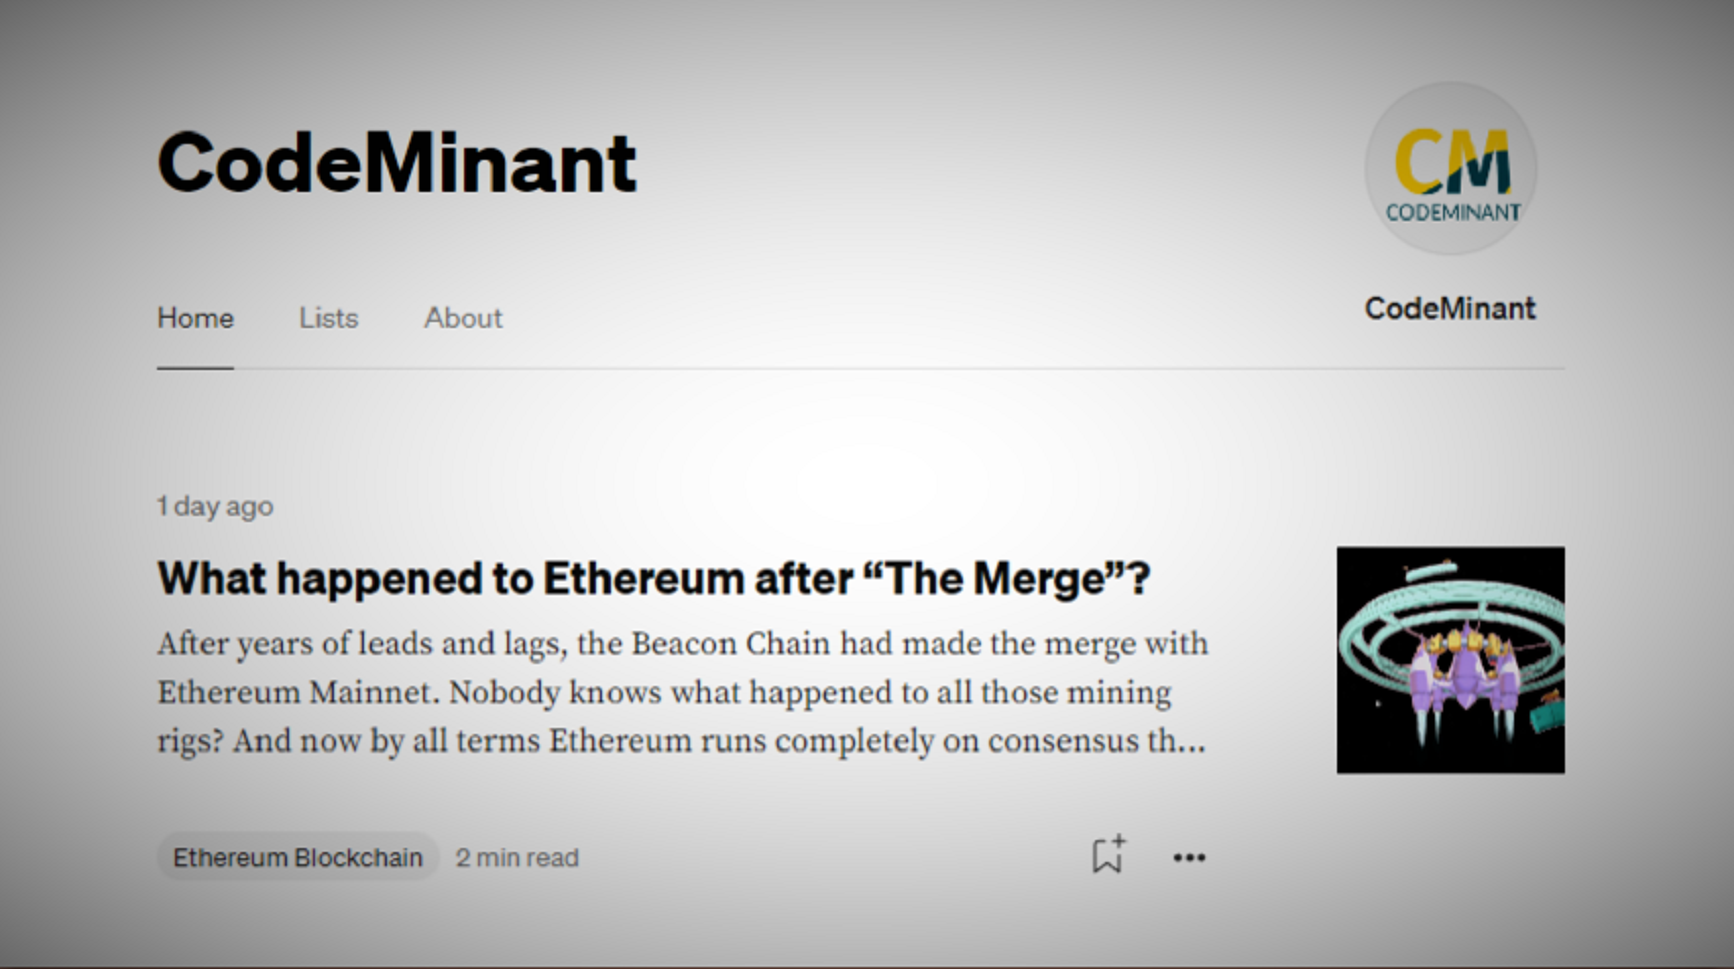 CodeMinant
CM
CODEMINANT
CodeMinant
Home Lists About
1 day ago
What happened to Ethereum after “The Merge”?
After years of leads and lags, the Beacon Chain had made the merge with
Ethereum Mainnet. Nobody knows what happened to all those mining
rigs? And now by all terms Ethereum runs completely on consensus th...
Ethereum Blockchain 2 min read